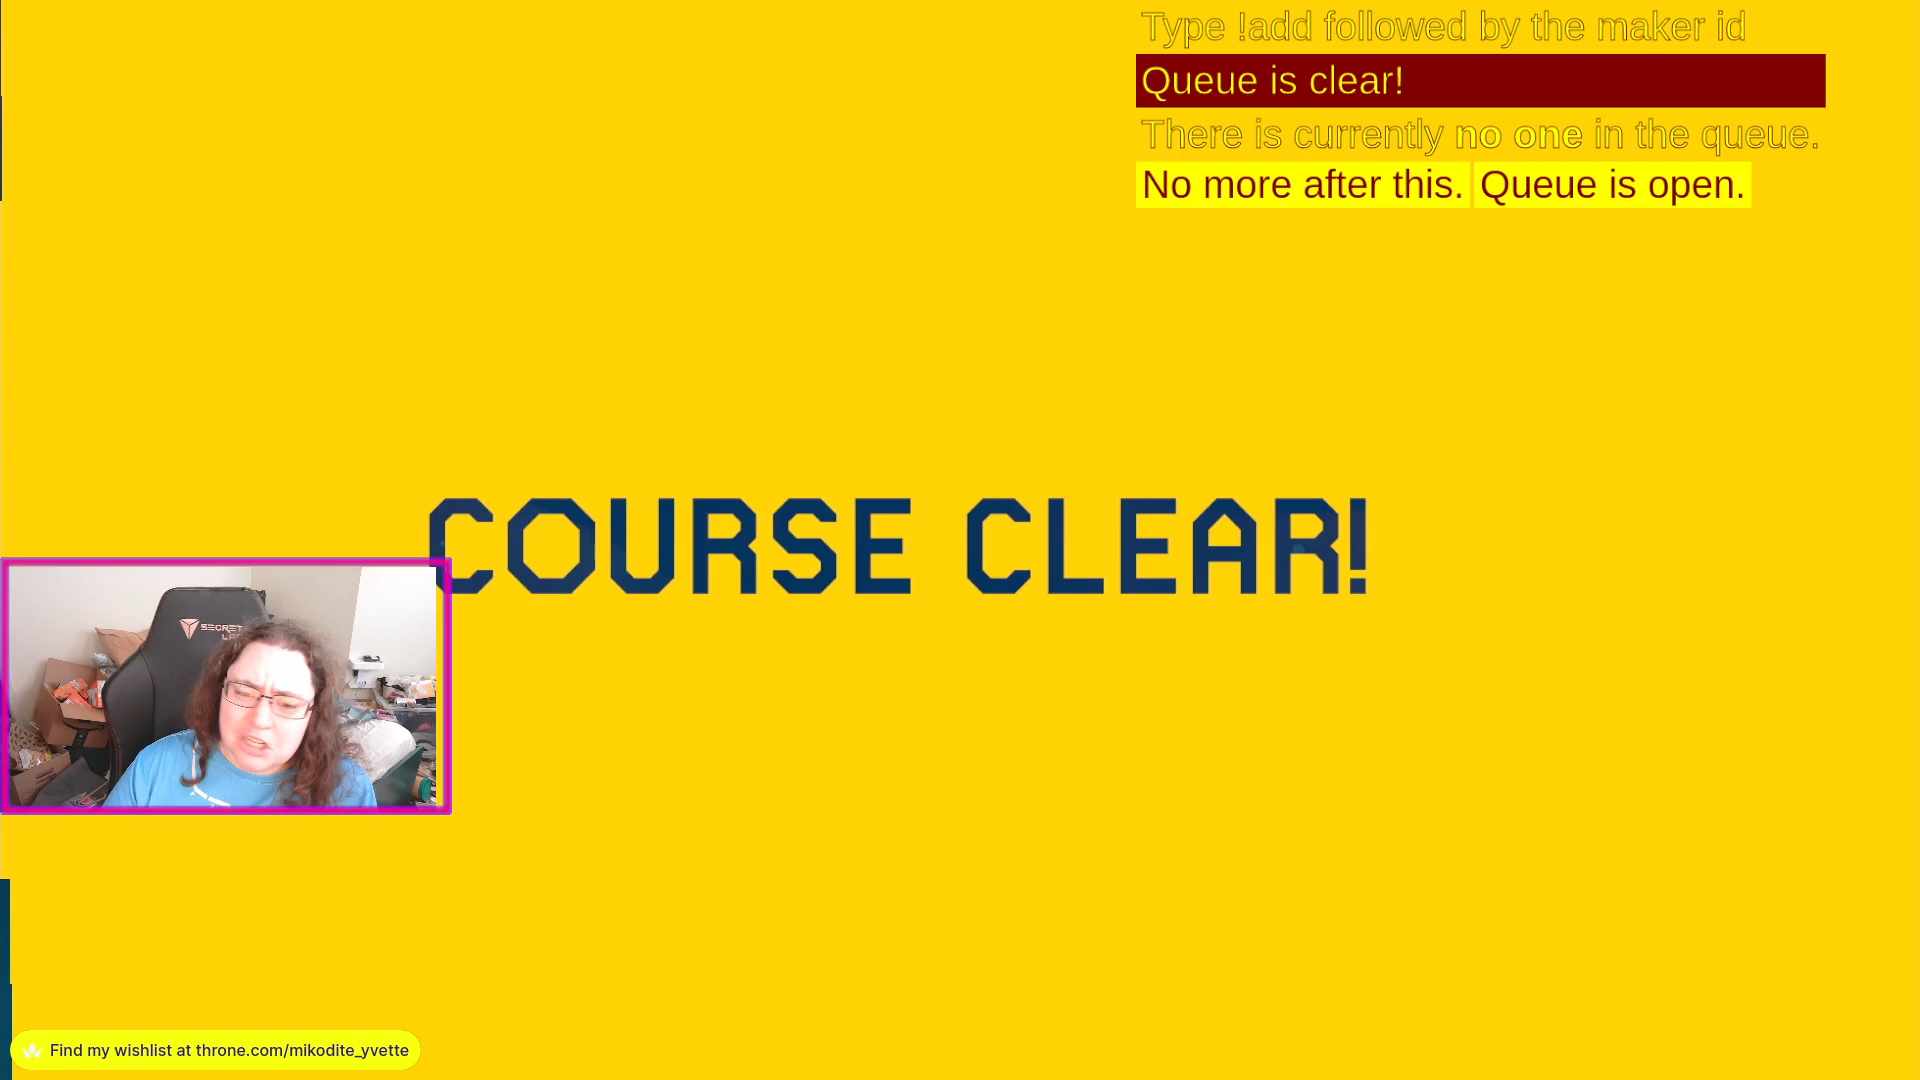 Type !add followed by the maker id
Queue is clear!
There is currently no one in the queue.
No more after this. Queue is open.
COURSE CLEAR!
SECRET
Find my wishlist at throne.com/mikodite_yvette